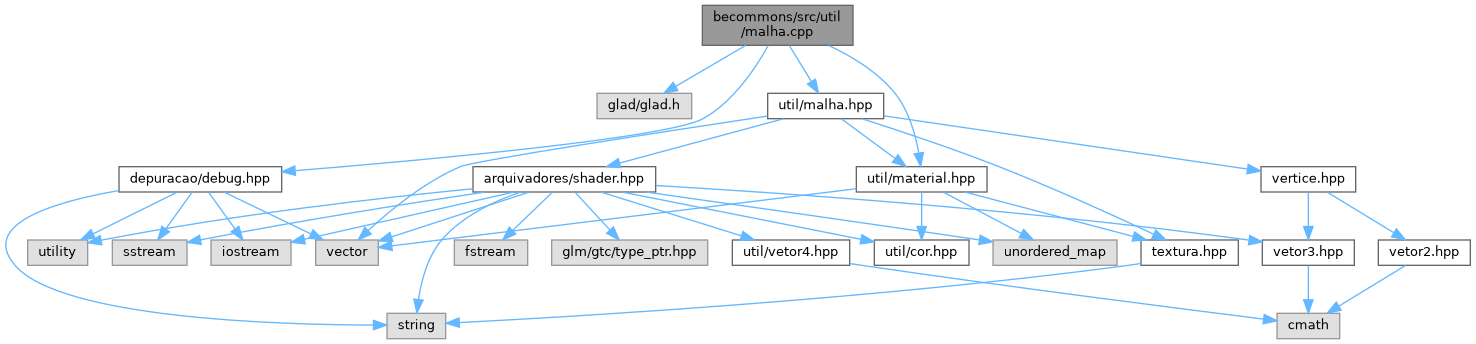 becommons/src/util
/malha.cpp
glad/glad.h
util/malha.hpp
depuracao/debug.hpp
arquivadores/shader.hpp
util/material.hpp
vertice.hpp
utility
sstream
iostream
vector
fstream
glm/gtc/type_ptr.hpp
util/vetor4.hpp
util/cor.hpp
unordered_map
textura.hpp
vetor3.hpp
vetor2.hpp
string
cmath